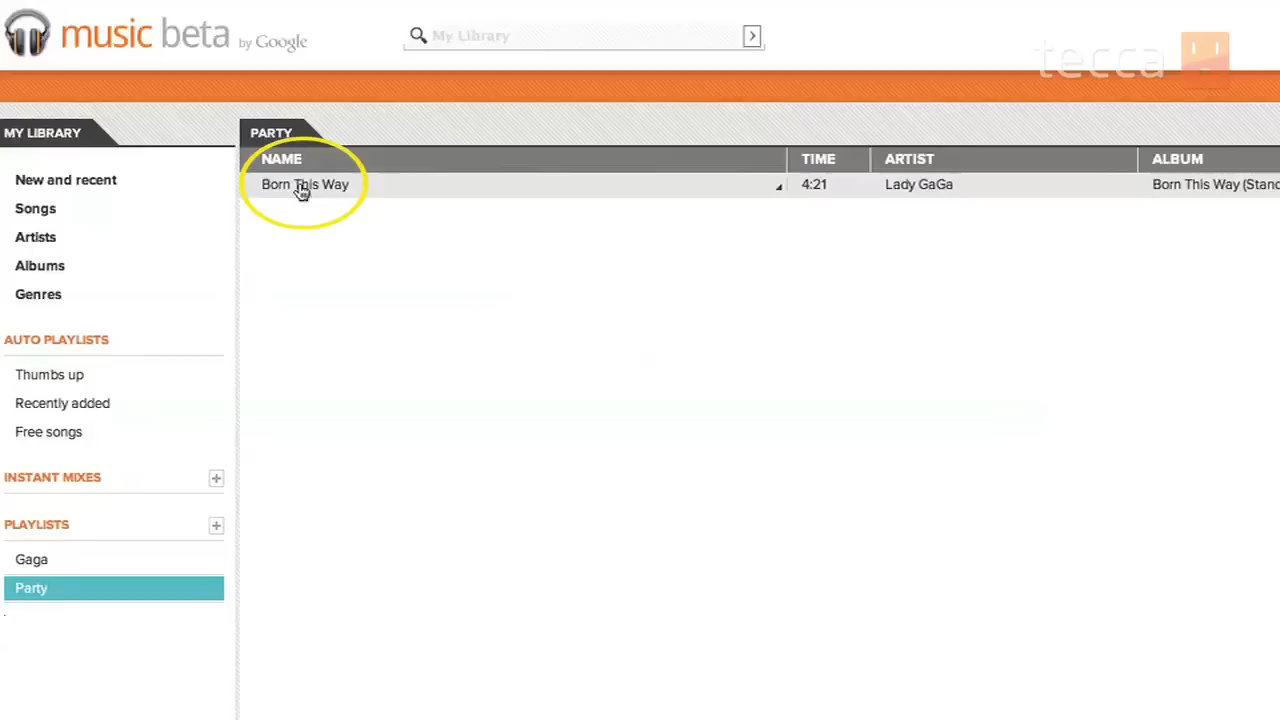 music beta by Google
My Library
tecca
MY LIBRARY
PARTY
NAME TIME ARTIST ALBUM
Born This Way 4:21 Lady GaGa Born This Way (Stand
New and recent
Songs
Artists
Albums
Genres
AUTO PLAYLISTS
Thumbs up
Recently added
Free songs
INSTANT MIXES
PLAYLISTS
Gaga
Party